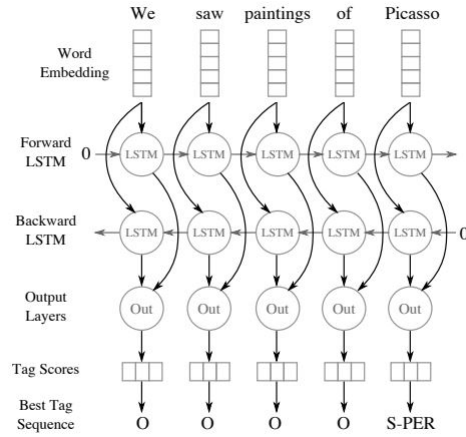 We saw paintings of Picasso
Word
Embedding
Forward
LSTM
0 LSTM LSTM LSTM LSTM LSTM
Backward
LSTM
LSTM LSTM LSTM LSTM LSTM 0
Output
Layers
Out Out Out Out Out
Tag Scores
Best Tag
Sequence
O O O O S-PER